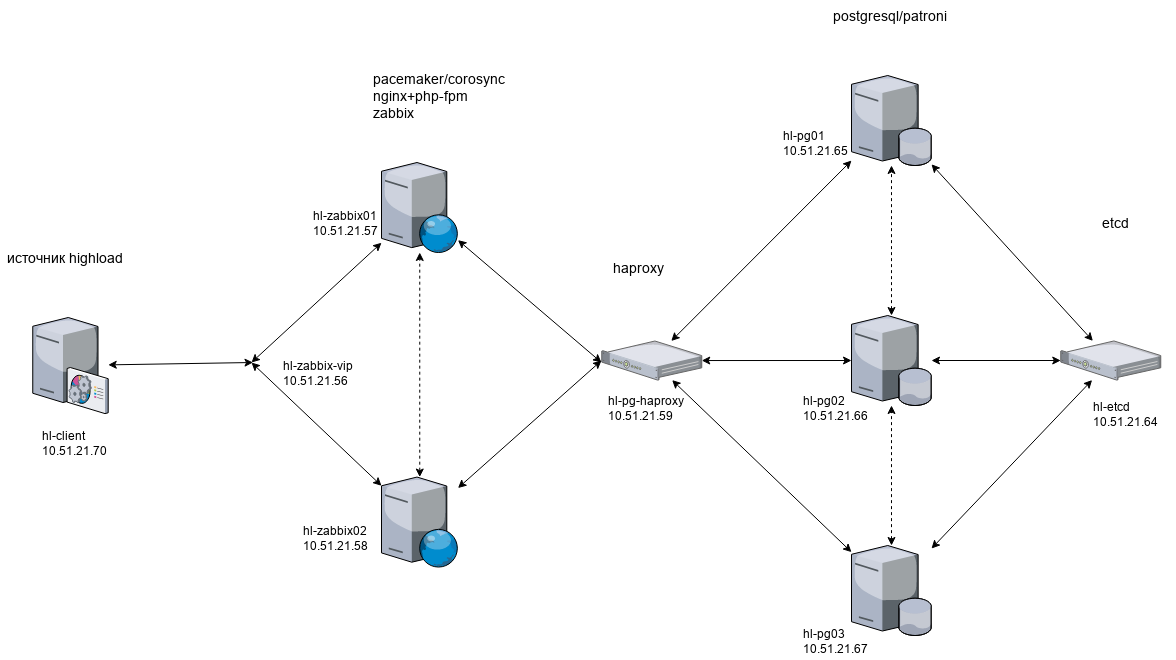 postgresql/patroni
pacemaker/corosync
nginx+php-fpm
zabbix
hl-pg01
10.51.21.65
hl-zabbix01
10.51.21.57
etcd
источник highload
haproxy
hl-zabbix-vip
10.51.21.56
hl-pg-haproxy
10.51.21.59
hl-pg02
10.51.21.66
hl-etcd
10.51.21.64
hl-client
10.51.21.70
hl-zabbix02
10.51.21.58
hl-pg03
10.51.21.67